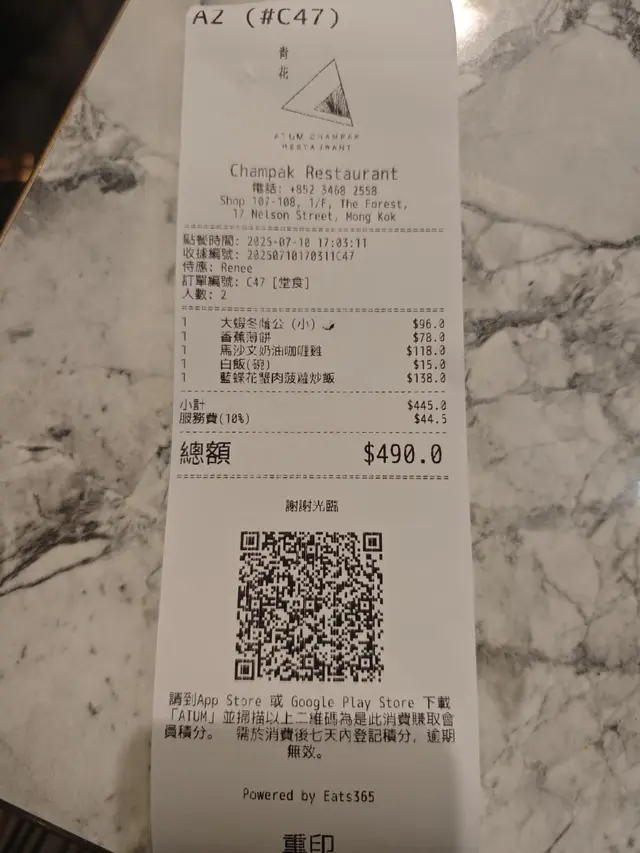 A2 (#C47)
青
花
ATUM CHAMPAK
RESTAURANT
Champak Restaurant
電話: +852 3468 2558
Shop 107-108, 1/F, The Forest,
17 Nelson Street, Mong Kok
點餐時間: 2025-07-10 17:03:11
收據編號: 20250710170311C47
侍應: Renee
訂單編號: C47 [堂食]
人數: 2
1 大蝦冬蔭公 (小) $96.0
1 香蕉薄餅 $78.0
1 馬沙文奶油咖喱雞 $118.0
1 白飯(碗) $15.0
1 藍蝶花蟹肉菠蘿炒飯 $138.0
小計 $445.0
服務費(10%) $44.5
總額 $490.0
謝謝光臨
請到App Store 或 Google Play Store 下載
「ATUM」並掃描以上二維碼為是此消費賺取會
員積分。 需於消費後七天內登記積分, 逾期
無效。
Powered by Eats365
重印